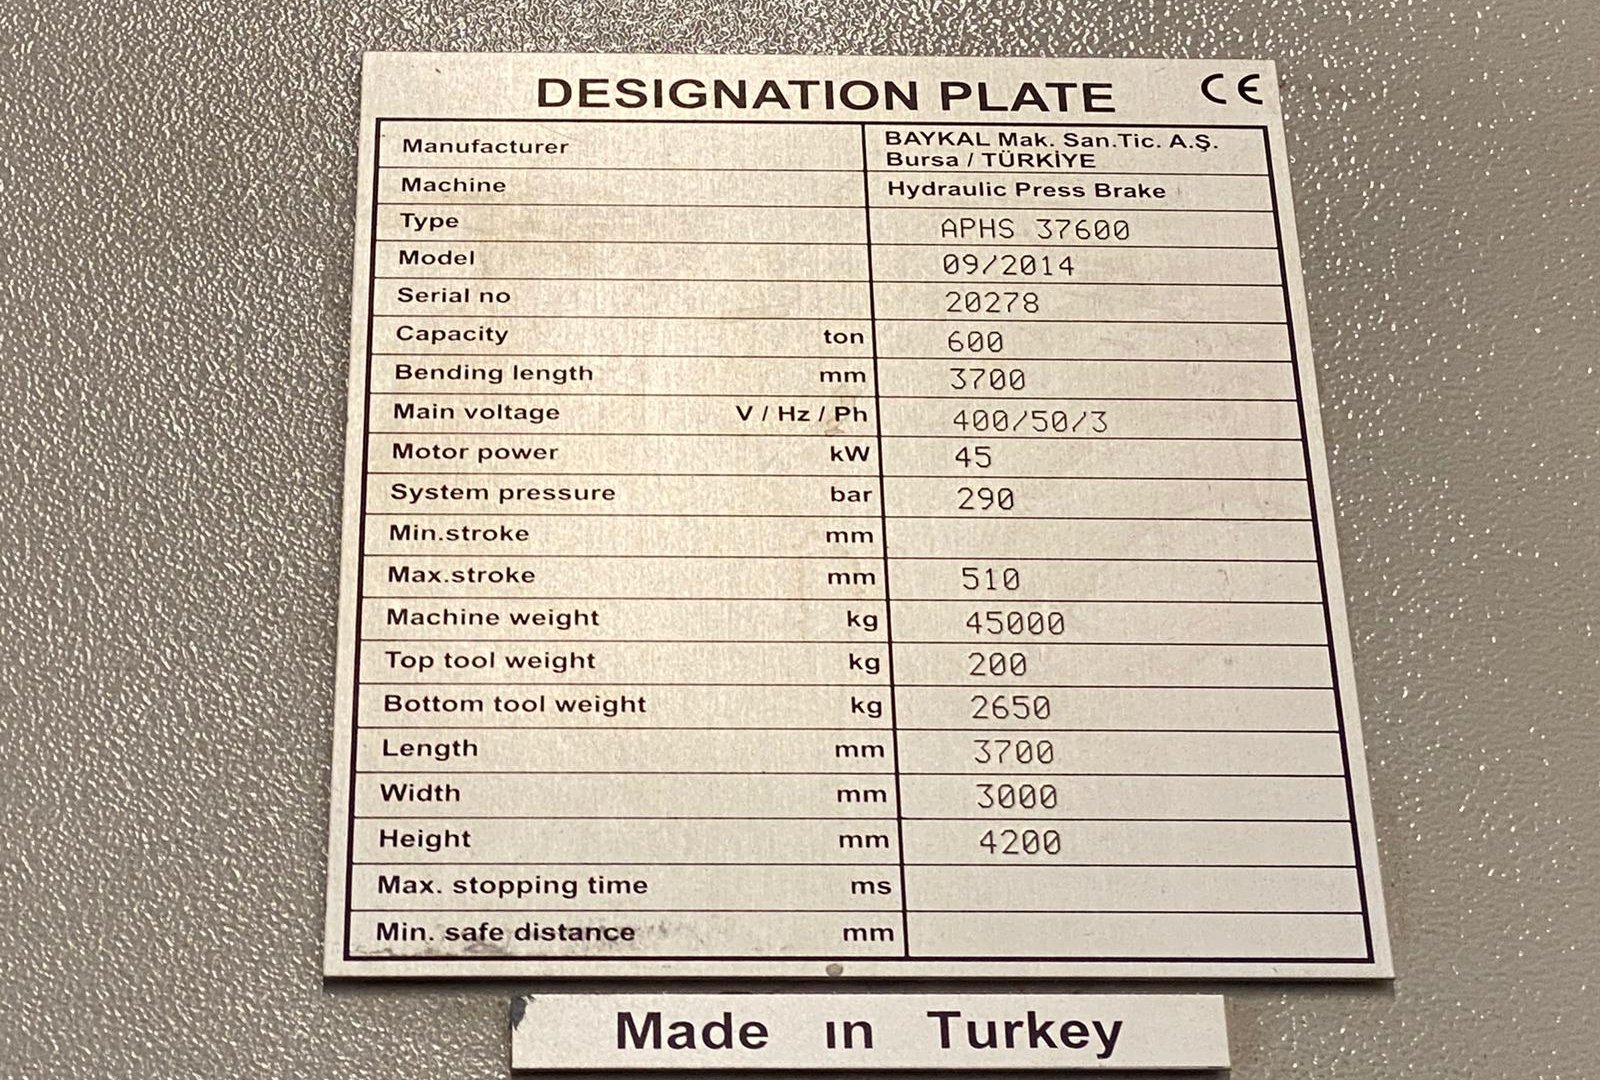 DESIGNATION PLATE CE
Manufacturer BAYKAL Mak. San.Tic. A.Ş.
Bursa / TÜRKİYE
Machine Hydraulic Press Brake
Type APHS 37600
Model 09/2014
Serial no 20278
Capacity ton 600
Bending length mm 3700
Main voltage V / Hz / Ph 400/50/3
Motor power kW 45
System pressure bar 290
Min.stroke mm
Max.stroke mm 510
Machine weight kg 45000
Top tool weight kg 200
Bottom tool weight kg 2650
Length mm 3700
Width mm 3000
Height mm 4200
Max. stopping time ms
Min. safe distance mm
Made ın Turkey